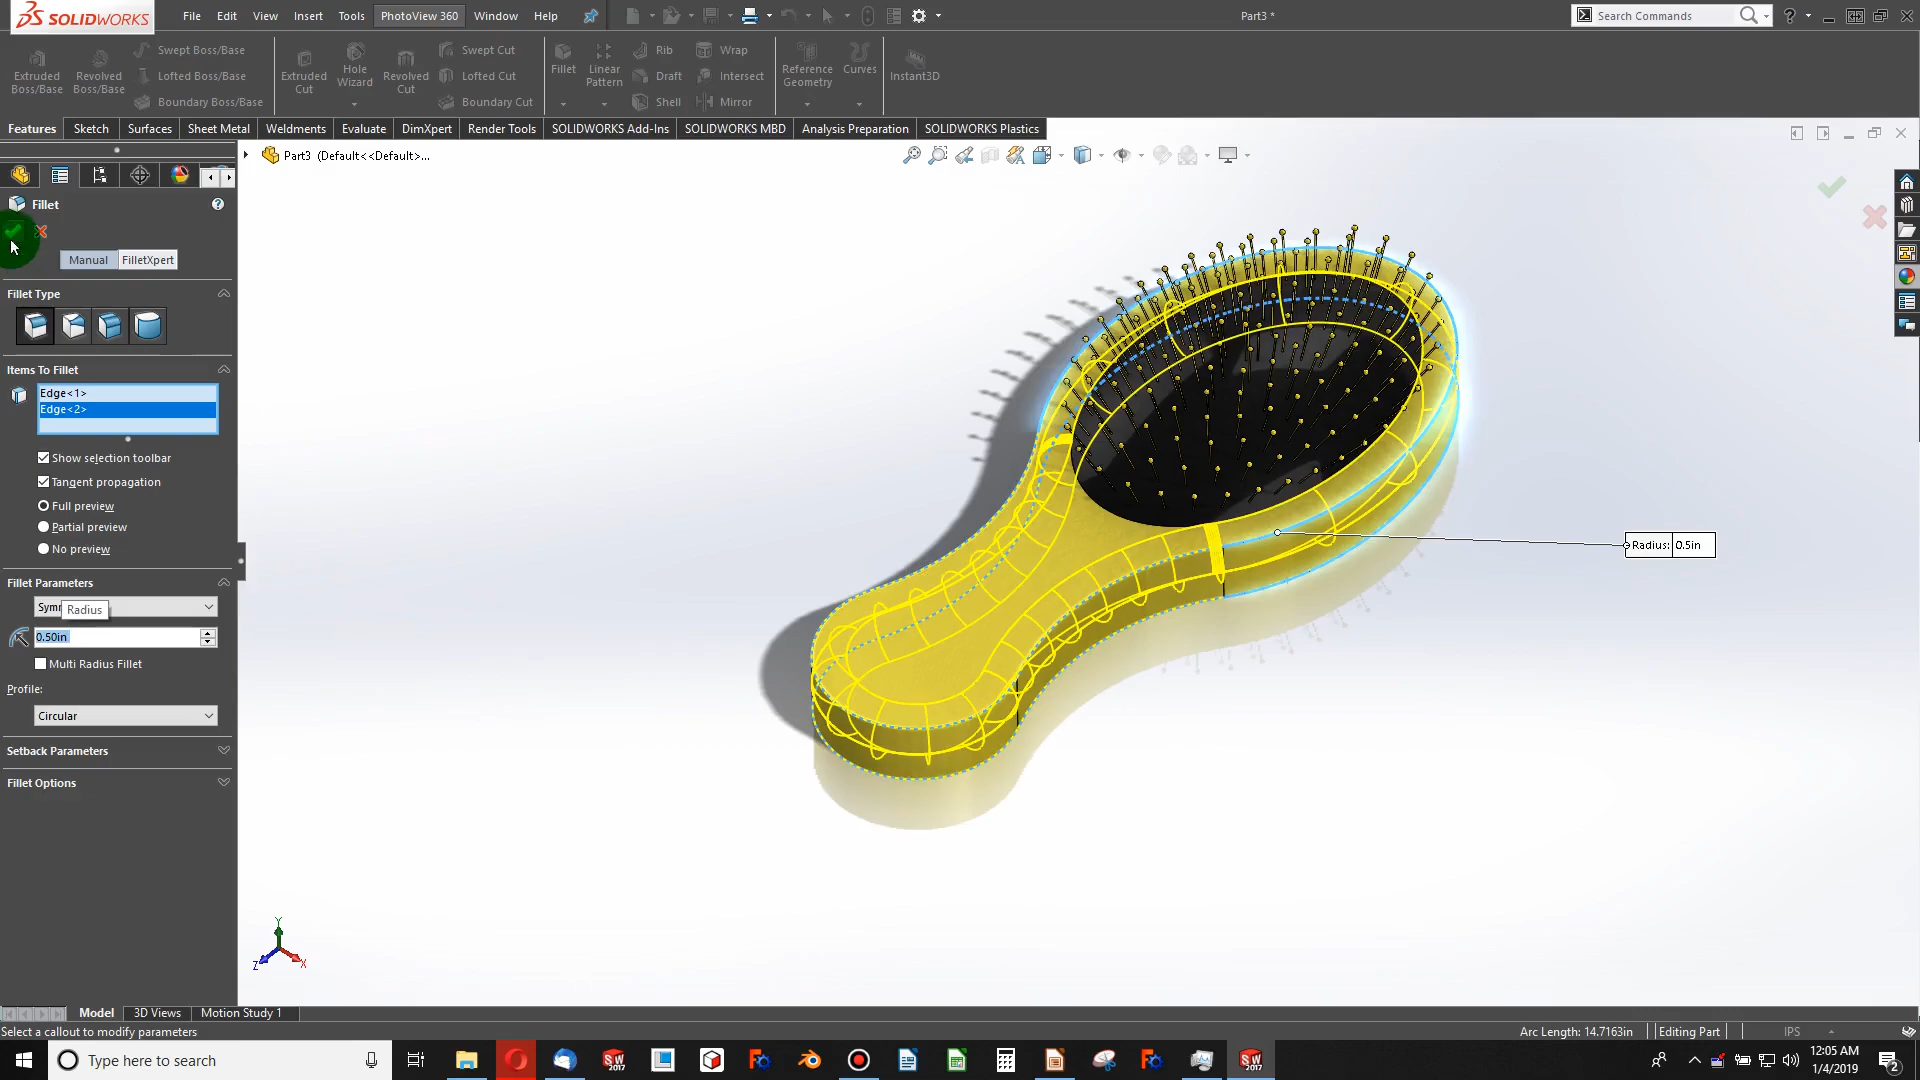 SOLIDWORKS
File Edit View Insert Tools PhotoView 360 Window Help
Part3 *
Search Commands
Extruded Boss/Base
Revolved Boss/Base
Swept Boss/Base
Lofted Boss/Base
Boundary Boss/Base
Extruded Cut
Hole Wizard
Revolved Cut
Swept Cut
Lofted Cut
Boundary Cut
Fillet
Linear Pattern
Rib
Draft
Shell
Wrap
Intersect
Mirror
Reference Geometry
Curves
Instant3D
Features Sketch Surfaces Sheet Metal Weldments Evaluate DimXpert Render Tools SOLIDWORKS Add-Ins SOLIDWORKS MBD Analysis Preparation SOLIDWORKS Plastics
Part3 (Default<<Default>...
Fillet
Manual FilletXpert
Fillet Type
Items To Fillet
Edge<1>
Edge<2>
Show selection toolbar
Tangent propagation
Full preview
Partial preview
No preview
Fillet Parameters
Symr
Radius
0.50in
Multi Radius Fillet
Profile:
Circular
Setback Parameters
Fillet Options
Radius: 0.5in
Y
Z
X
Model 3D Views Motion Study 1
Select a callout to modify parameters
Arc Length: 14.7163in Editing Part IPS
Type here to search
SW
2017
SW
2017
12:05 AM
1/4/2019
2